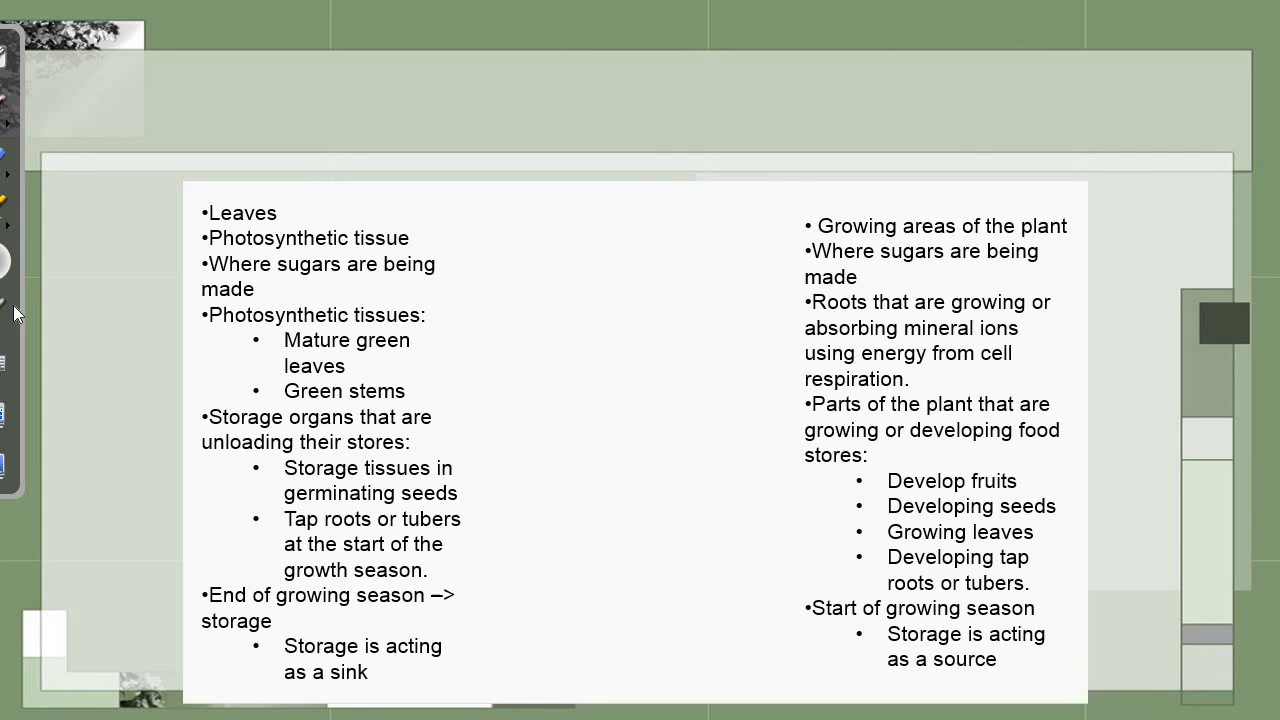 •Leaves
•Photosynthetic tissue
•Where sugars are being
made
•Photosynthetic tissues:
• Mature green
leaves
• Green stems
•Storage organs that are
unloading their stores:
• Storage tissues in
germinating seeds
• Tap roots or tubers
at the start of the
growth season.
•End of growing season –>
storage
• Storage is acting
as a sink
• Growing areas of the plant
•Where sugars are being
made
•Roots that are growing or
absorbing mineral ions
using energy from cell
respiration.
•Parts of the plant that are
growing or developing food
stores:
• Develop fruits
• Developing seeds
• Growing leaves
• Developing tap
roots or tubers.
•Start of growing season
• Storage is acting
as a source